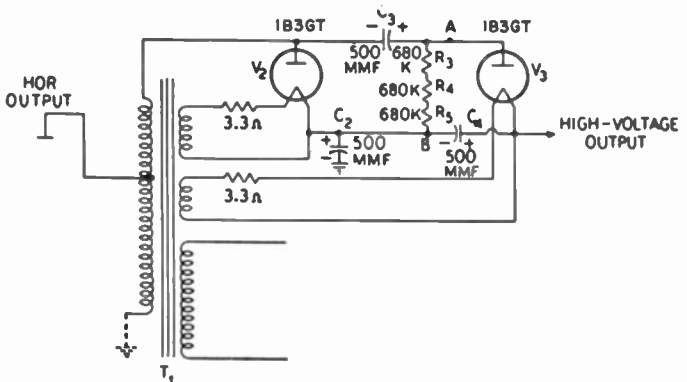 1B3GT
C3
- +
A
1B3GT
500
MMF
680
K
R3
V2
V3
HOR
OUTPUT
680K
R4
680K
R5
3.3Ω
C2
B
C4
HIGH-VOLTAGE
OUTPUT
+
-
500
MMF
- +
500
MMF
3.3Ω
T1